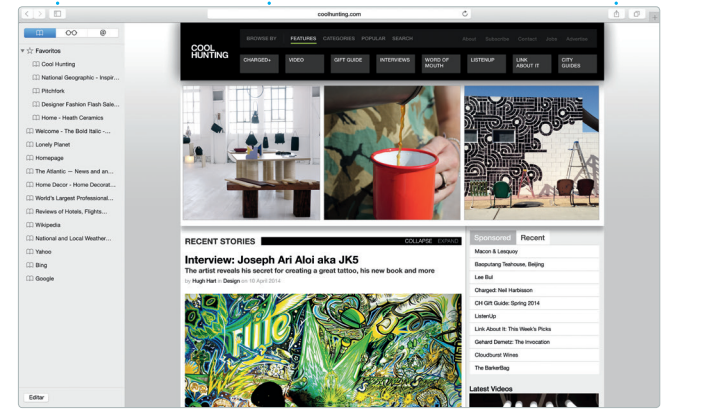 coolhunting.com
Favoritos
Cool Hunting
National Geographic - Inspir...
Pitchfork
Designer Fashion Flash Sale...
Home - Heath Ceramics
Welcome - The Bold Italic -...
Lonely Planet
Homepage
The Atlantic — News and an...
Home Decor - Home Decorat...
World's Largest Professional...
Reviews of Hotels, Flights...
Wikipedia
National and Local Weather...
Yahoo
Bing
Google
Editar
COOL
HUNTING
BROWSE BY FEATURES CATEGORIES POPULAR SEARCH
About Subscribe Contact Jobs Advertise
CHARGED+ VIDEO GIFT GUIDE INTERVIEWS WORD OF MOUTH LISTENUP LINK ABOUT IT CITY GUIDES
RECENT STORIES COLLAPSE EXPAND
Interview: Joseph Ari Aloi aka JK5
The artist reveals his secret for creating a great tattoo, his new book and more
by Hugh Hart in Design on 16 April 2014
Sponsored Recent
Macon & Lesquoy
Baoputang Teahouse, Beijing
Lee Bul
Charged: Neil Harbisson
CH Gift Guide: Spring 2014
ListenUp
Link About It: This Week's Picks
Gehard Demetz: The Invocation
Cloudburst Wines
The BarkerBag
Latest Videos